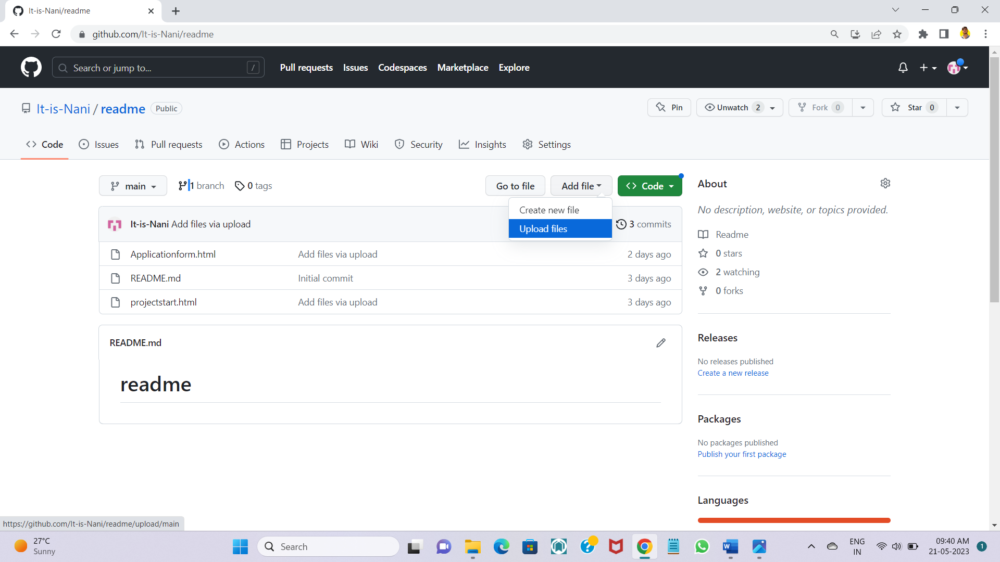 It-is-Nani/readme
github.com/It-is-Nani/readme
Search or jump to... /
Pull requests Issues Codespaces Marketplace Explore
It-is-Nani / readme Public
Pin
Unwatch 2
Fork 0
Star 0
Code Issues Pull requests Actions Projects Wiki Security Insights Settings
main
1 branch
0 tags
Go to file
Add file
Code
Create new file
Upload files
It-is-Nani Add files via upload
3 commits
Applicationform.html Add files via upload 2 days ago
README.md Initial commit 3 days ago
projectstart.html Add files via upload 3 days ago
README.md
readme
About
No description, website, or topics provided.
Readme
0 stars
2 watching
0 forks
Releases
No releases published
Create a new release
Packages
No packages published
Publish your first package
Languages
https://github.com/It-is-Nani/readme/upload/main
27°C
Sunny
Search
ENG
IN
09:40 AM
21-05-2023
1